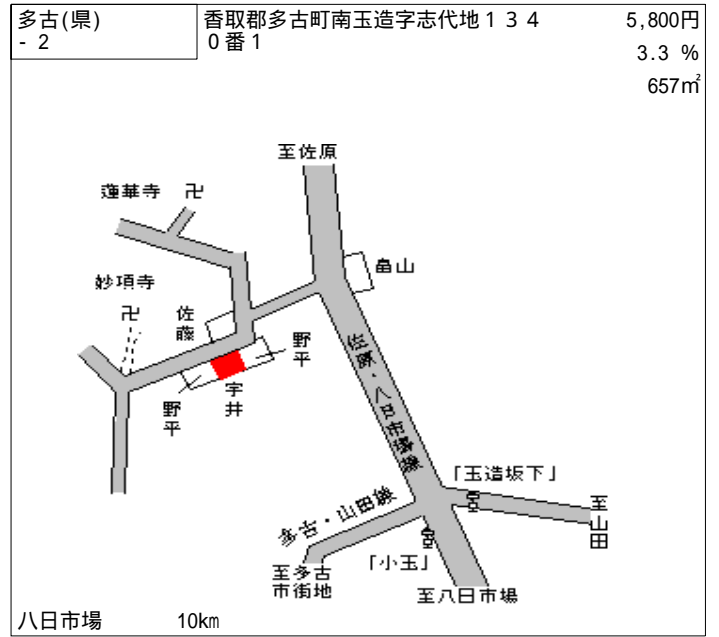 多古(県)
- 2
香取郡多古町南玉造字志代地１３４
０番１
5,800円
3.3 %
657㎡
至佐原
蓮華寺 卍
畠山
妙項寺
卍
佐藤
野平
宇井
野平
佐原・八日市場線
「玉造坂下」
至山田
多古・山田線
「小玉」
至多古
市街地
至八日市場
八日市場 10km